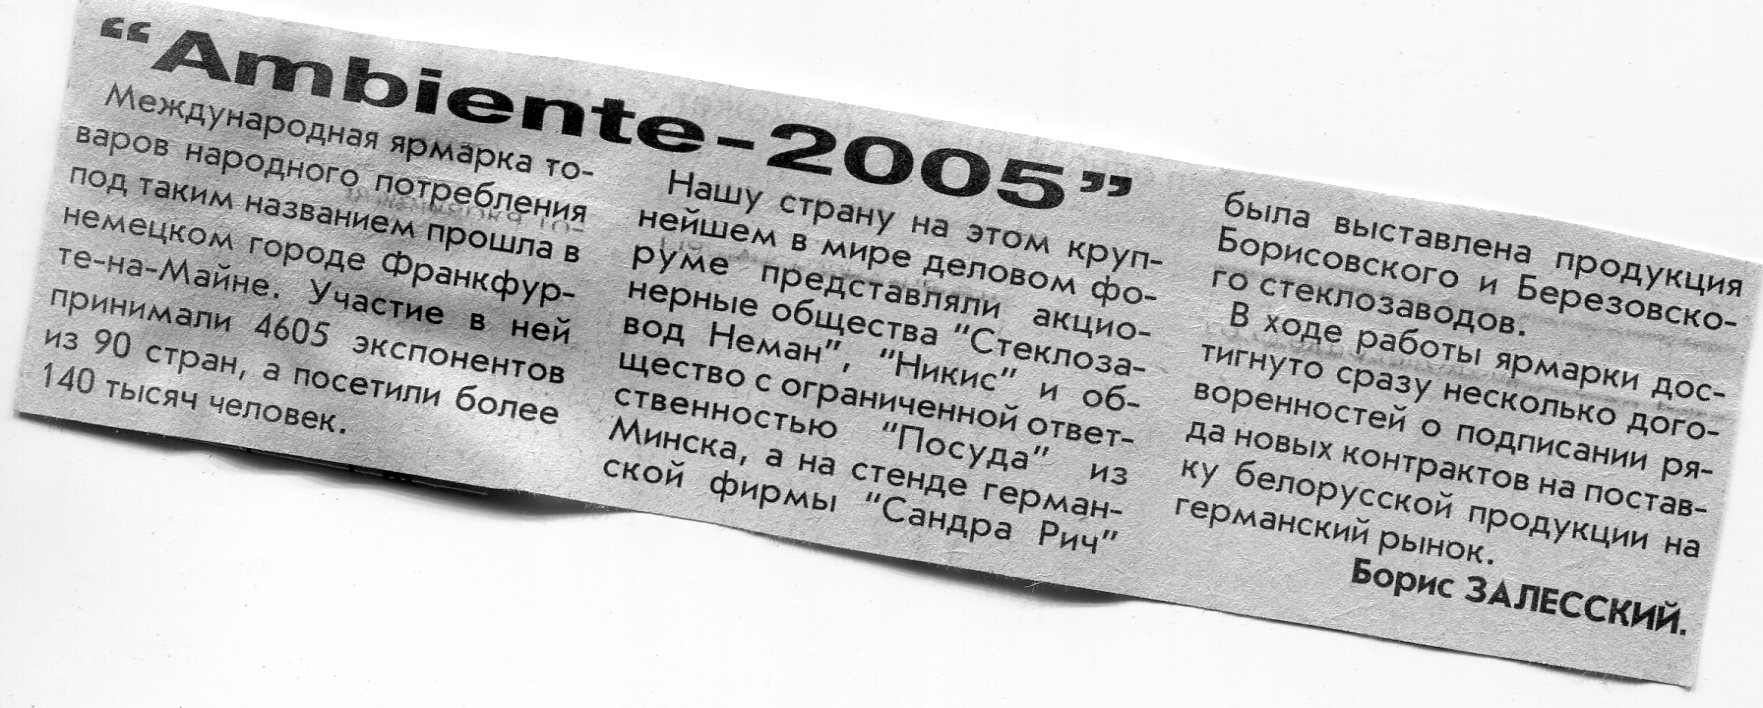 “Ambiente-2005”
Международная ярмарка то-
варов народного потребления
под таким названием прошла в
немецком городе Франкфур-
те-на-Майне. Участие в ней
принимали 4605 экспонентов
из 90 стран, а посетили более
140 тысяч человек.
Нашу страну на этом круп-
нейшем в мире деловом фо-
руме представляли акцио-
нерные общества "Стеклоза-
вод Неман", "Никис" и об-
щество с ограниченной ответ-
ственностью "Посуда" из
Минска, а на стенде герман-
ской фирмы "Сандра Рич"
была выставлена продукция
Борисовского и Березовско-
го стеклозаводов.
В ходе работы ярмарки дос-
тигнуто сразу несколько дого-
воренностей о подписании ря-
да новых контрактов на постав-
ку белорусской продукции на
германский рынок.
Борис ЗАЛЕССКИЙ.